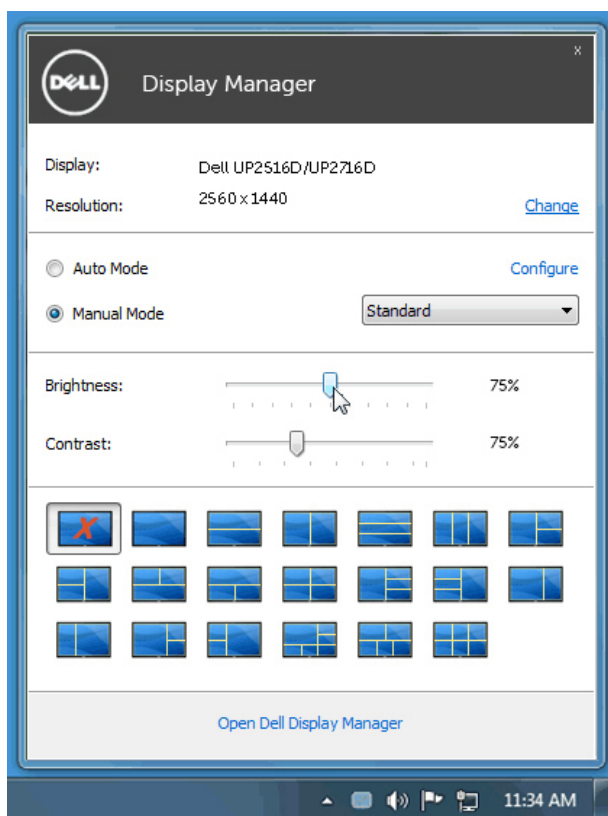 x
DELL
Display Manager
Display: Dell UP2516D/UP2716D
Resolution: 2560 x 1440 Change
Auto Mode Configure
Manual Mode Standard
Brightness: 75%
Contrast: 75%
X
Open Dell Display Manager
11:34 AM